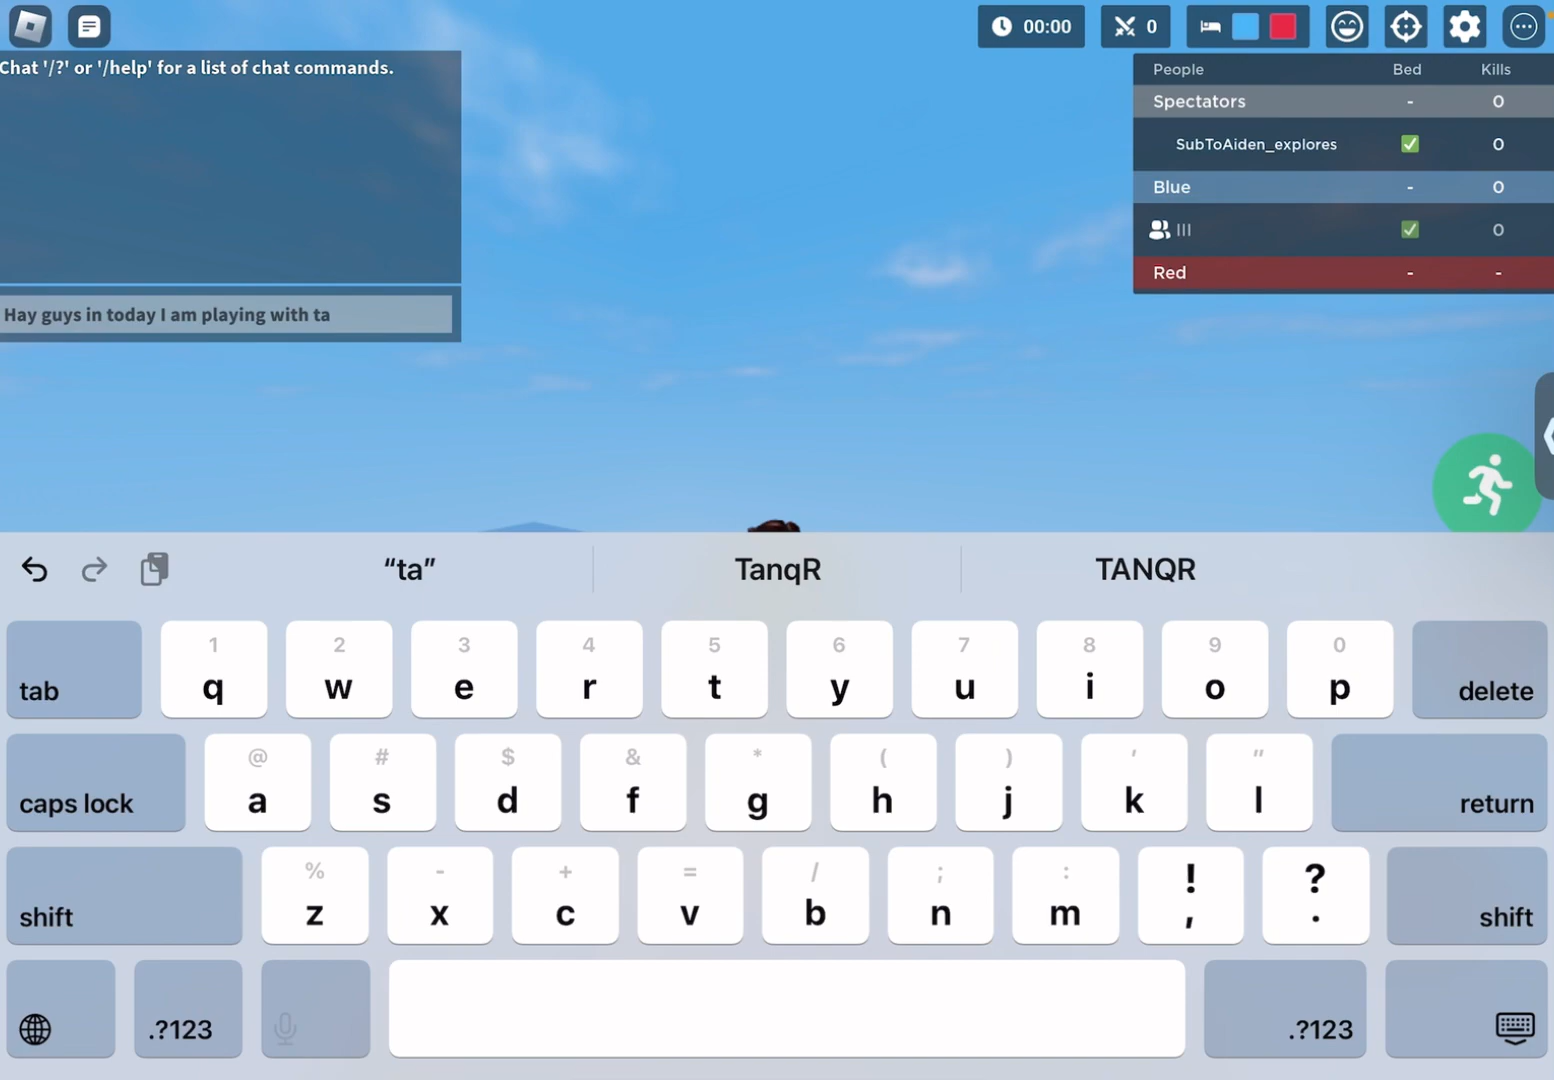 00:00
0
Chat '/?' or '/help' for a list of chat commands.
People Bed Kills
Spectators - 0
SubToAiden_explores 0
Blue - 0
III 0
Red - -
Hay guys in today I am playing with ta
“ta” TanqR TANQR
1 2 3 4 5 6 7 8 9 0
tab q w e r t y u i o p delete
@ # $ & * ( ) ' "
caps lock a s d f g h j k l return
% - + = / ; : ! ?
shift z x c v b n m , . shift
.?123 .?123